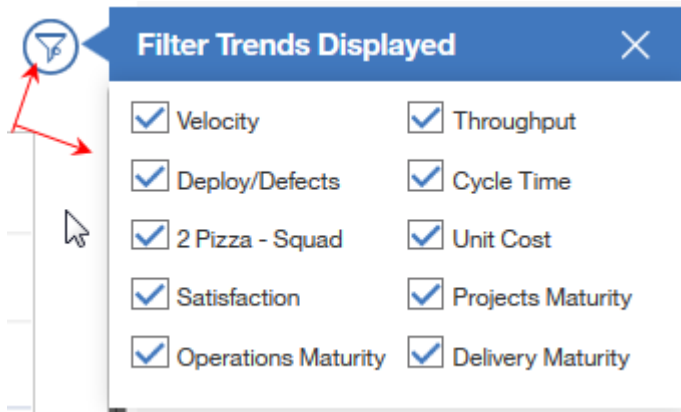 Filter Trends Displayed
Velocity
Throughput
Deploy/Defects
Cycle Time
2 Pizza - Squad
Unit Cost
Satisfaction
Projects Maturity
Operations Maturity
Delivery Maturity